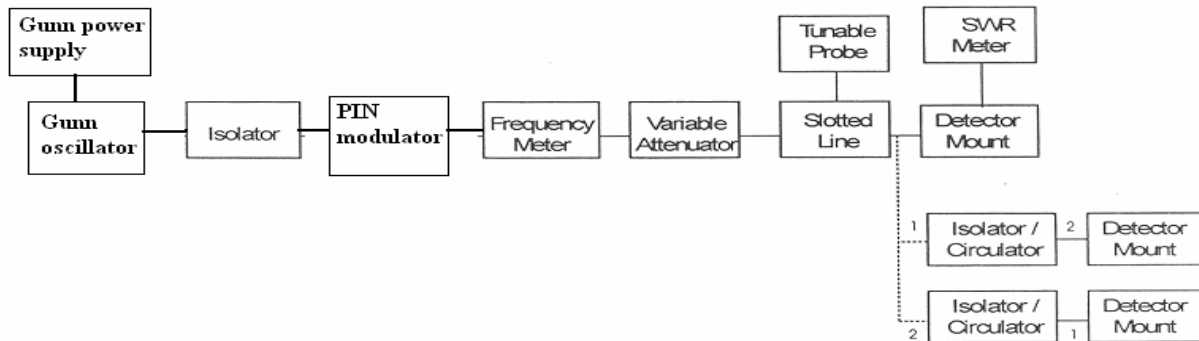 Gunn power
supply
Tunable
Probe
SWR
Meter
Gunn
oscillator
Isolator
PIN
modulator
Frequency
Meter
Variable
Attenuator
Slotted
Line
Detector
Mount
1
Isolator /
Circulator
2
Detector
Mount
2
Isolator /
Circulator
1
Detector
Mount